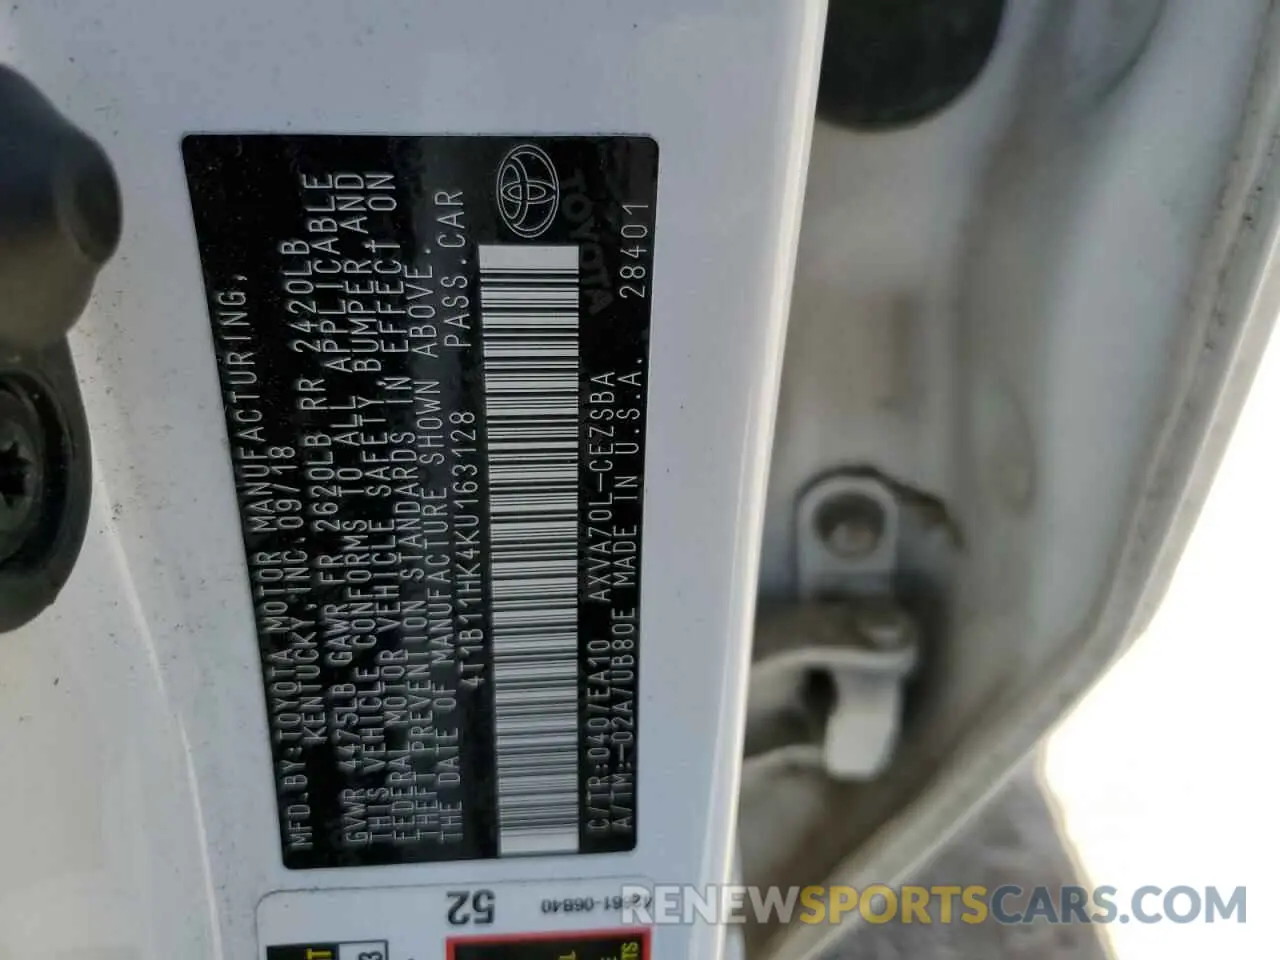 MFD.BY:TOYOTA MOTOR MANUFACTURING,
KENTUCKY,INC.09/18
GVWR 4475LB GAWR FR 2620LB RR 2420LB
THIS VEHICLE CONFORMS TO ALL APPLICABLE
FEDERAL MOTOR VEHICLE SAFETY,BUMPER,AND
THEFT PREVENTION STANDARDS IN EFFECT ON
THE DATE OF MANUFACTURE SHOWN ABOVE.
4T1B11HK4KU163128 PASS.CAR
TOYOTA
C/TR:040/EA10 AXVA70L-CEZSBA
A/TM:-02A/UB80E MADE IN U.S.A. 28401
52
RENEWSPORTSCARS.COM